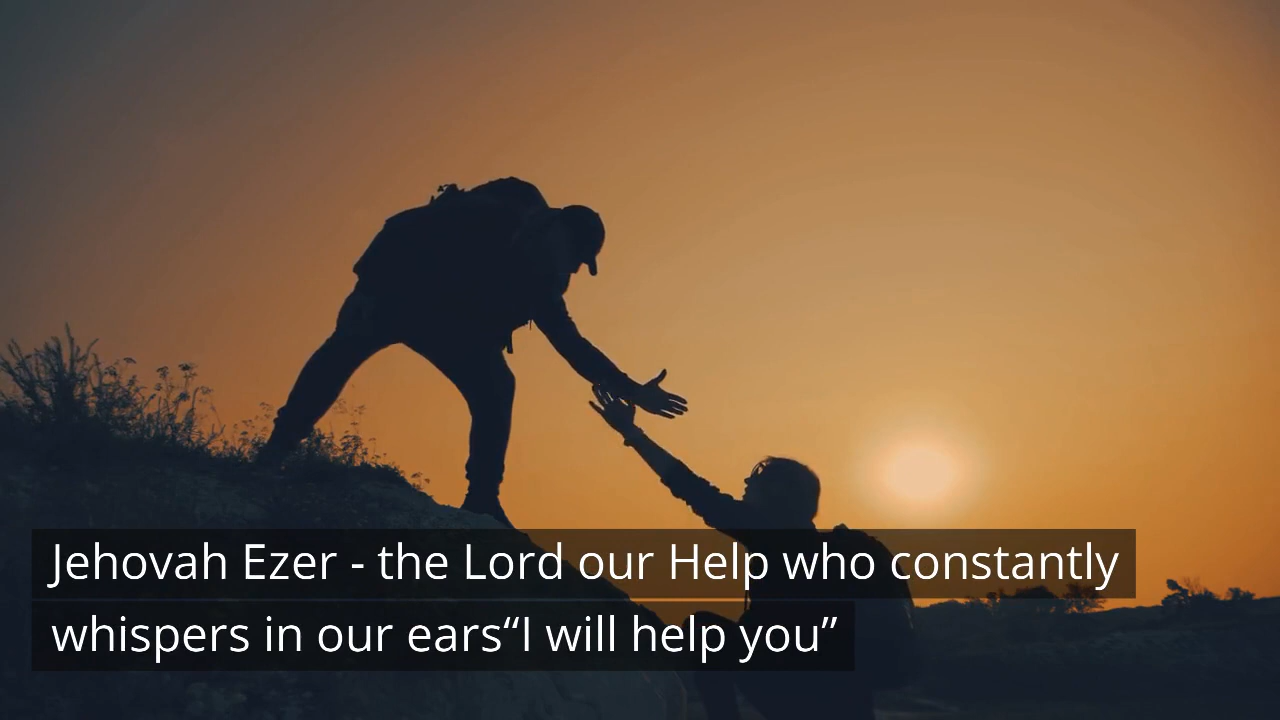 Jehovah Ezer - the Lord our Help who constantly
whispers in our ears“I will help you”